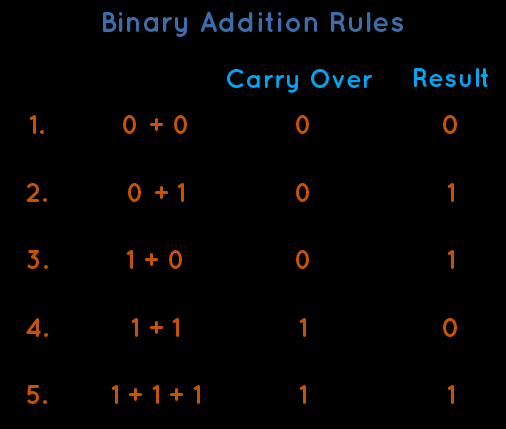 Binary Addition Rules
Carry Over Result
1. 0 + 0 0 0
2. 0 + 1 0 1
3. 1 + 0 0 1
4. 1 + 1 1 0
5. 1 + 1 + 1 1 1